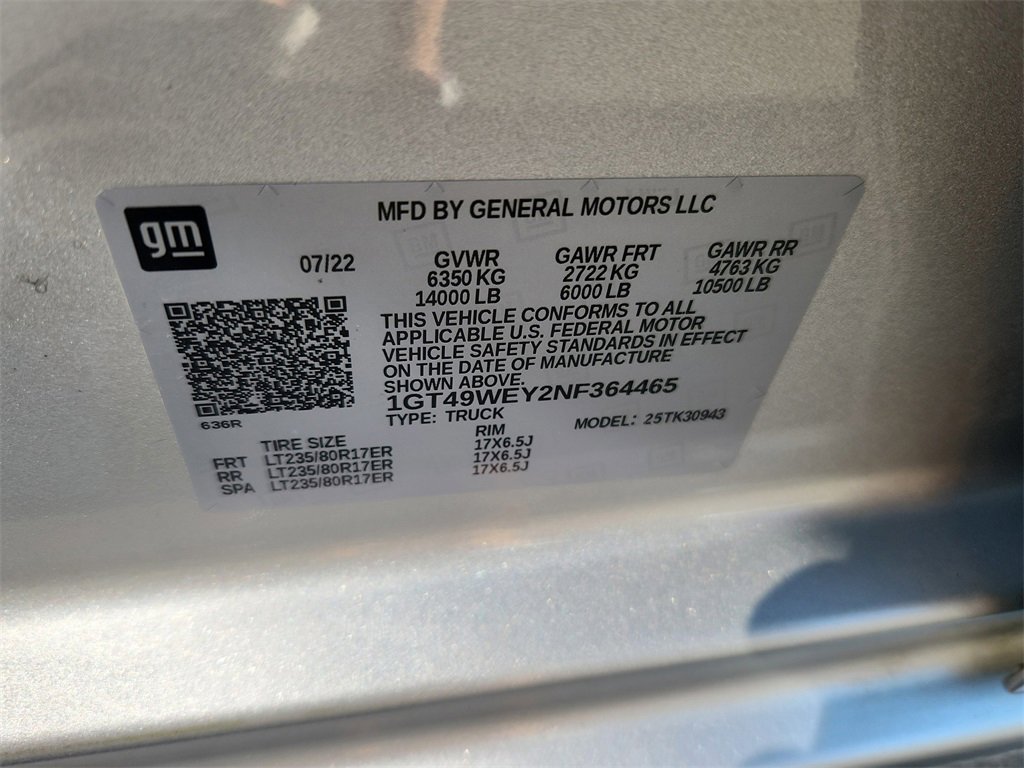 gm
MFD BY GENERAL MOTORS LLC
07/22
GVWR
6350 KG
14000 LB
GAWR FRT
2722 KG
6000 LB
GAWR RR
4763 KG
10500 LB
THIS VEHICLE CONFORMS TO ALL
APPLICABLE U.S. FEDERAL MOTOR
VEHICLE SAFETY STANDARDS IN EFFECT
ON THE DATE OF MANUFACTURE
SHOWN ABOVE.
1GT49WEY2NF364465
TYPE: TRUCK
MODEL: 25TK30943
636R
TIRE SIZE RIM
FRT LT235/80R17ER 17X6.5J
RR LT235/80R17ER 17X6.5J
SPA LT235/80R17ER 17X6.5J